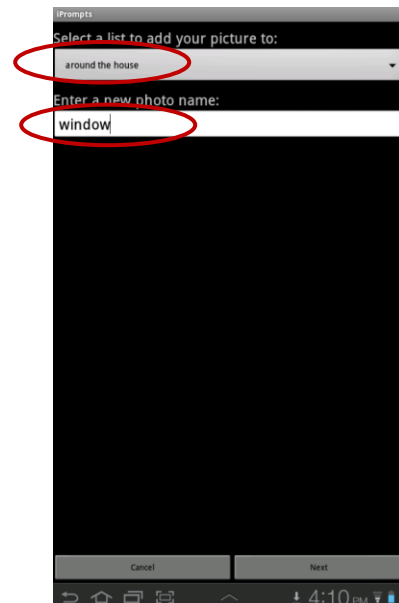 iPrompts
Select a list to add your picture to:
around the house
Enter a new photo name:
window
Cancel Next
4:10 PM